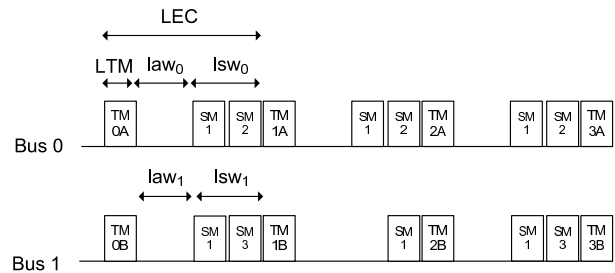 LEC
LTM law₀ lsw₀
TM 0A SM 1 SM 2 TM 1A SM 1 SM 2 TM 2A SM 1 SM 2 TM 3A
Bus 0
law₁ lsw₁
TM 0B SM 1 SM 3 TM 1B SM 1 TM 2B SM 1 SM 3 TM 3B
Bus 1